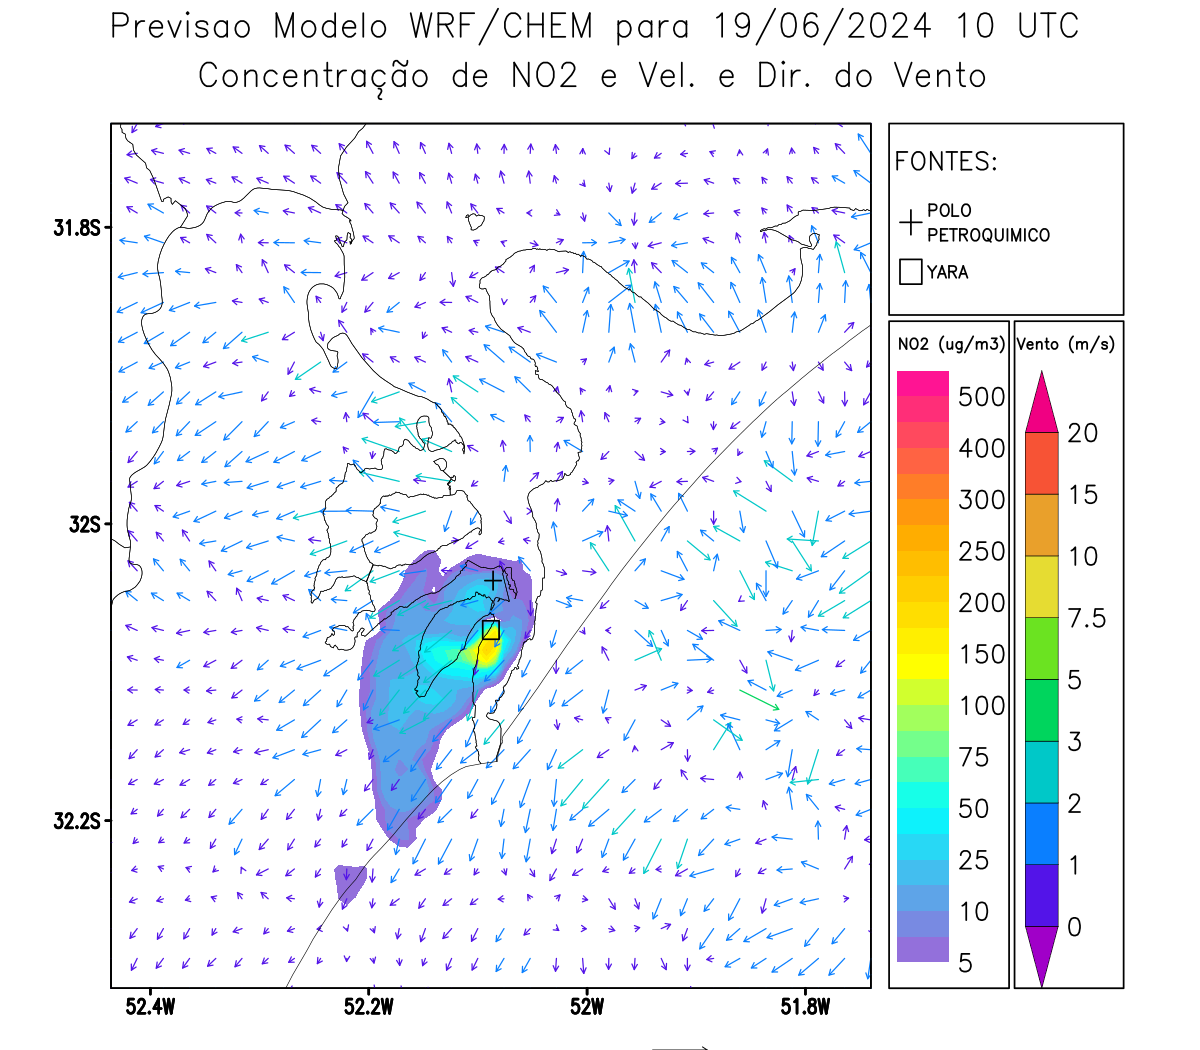 Previsao Modelo WRF/CHEM para 19/06/2024 10 UTC
Concentração de NO2 e Vel. e Dir. do Vento
FONTES:
POLO
PETROQUIMICO
YARA
NO2 (ug/m3)
500
400
300
250
200
150
100
75
50
25
10
5
Vento (m/s)
20
15
10
7.5
5
3
2
1
0
31.8S
32S
32.2S
52.4W 52.2W 52W 51.8W